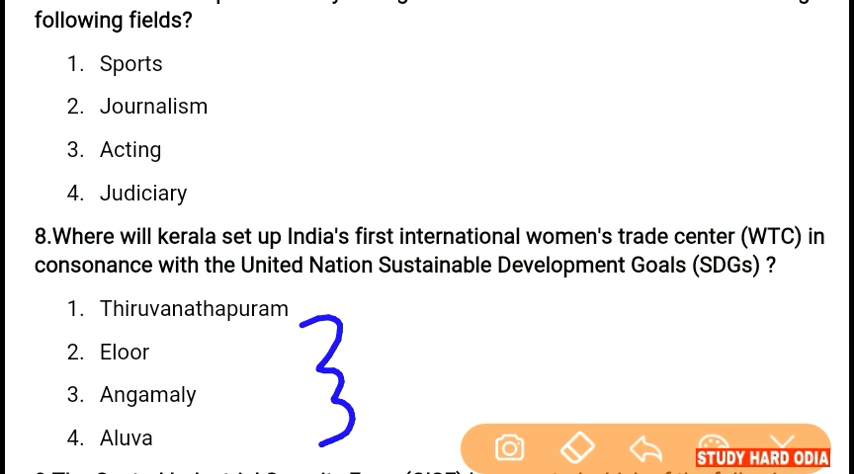 following fields?
1. Sports
2. Journalism
3. Acting
4. Judiciary
8.Where will kerala set up India's first international women's trade center (WTC) in
consonance with the United Nation Sustainable Development Goals (SDGs) ?
1. Thiruvanathapuram
2. Eloor
3. Angamaly
4. Aluva
3
STUDY HARD ODIA